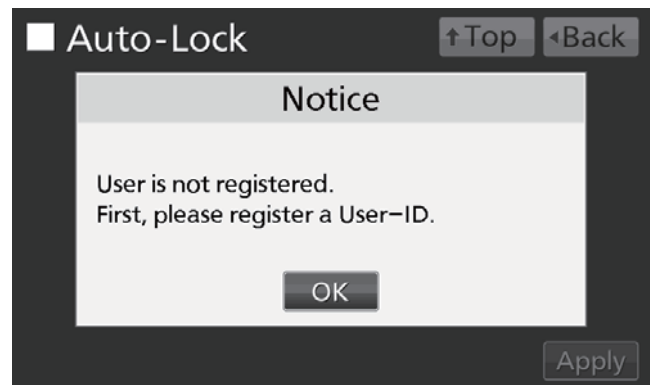 Auto-Lock
Top
Back
Notice
User is not registered.
First, please register a User-ID.
OK
Apply